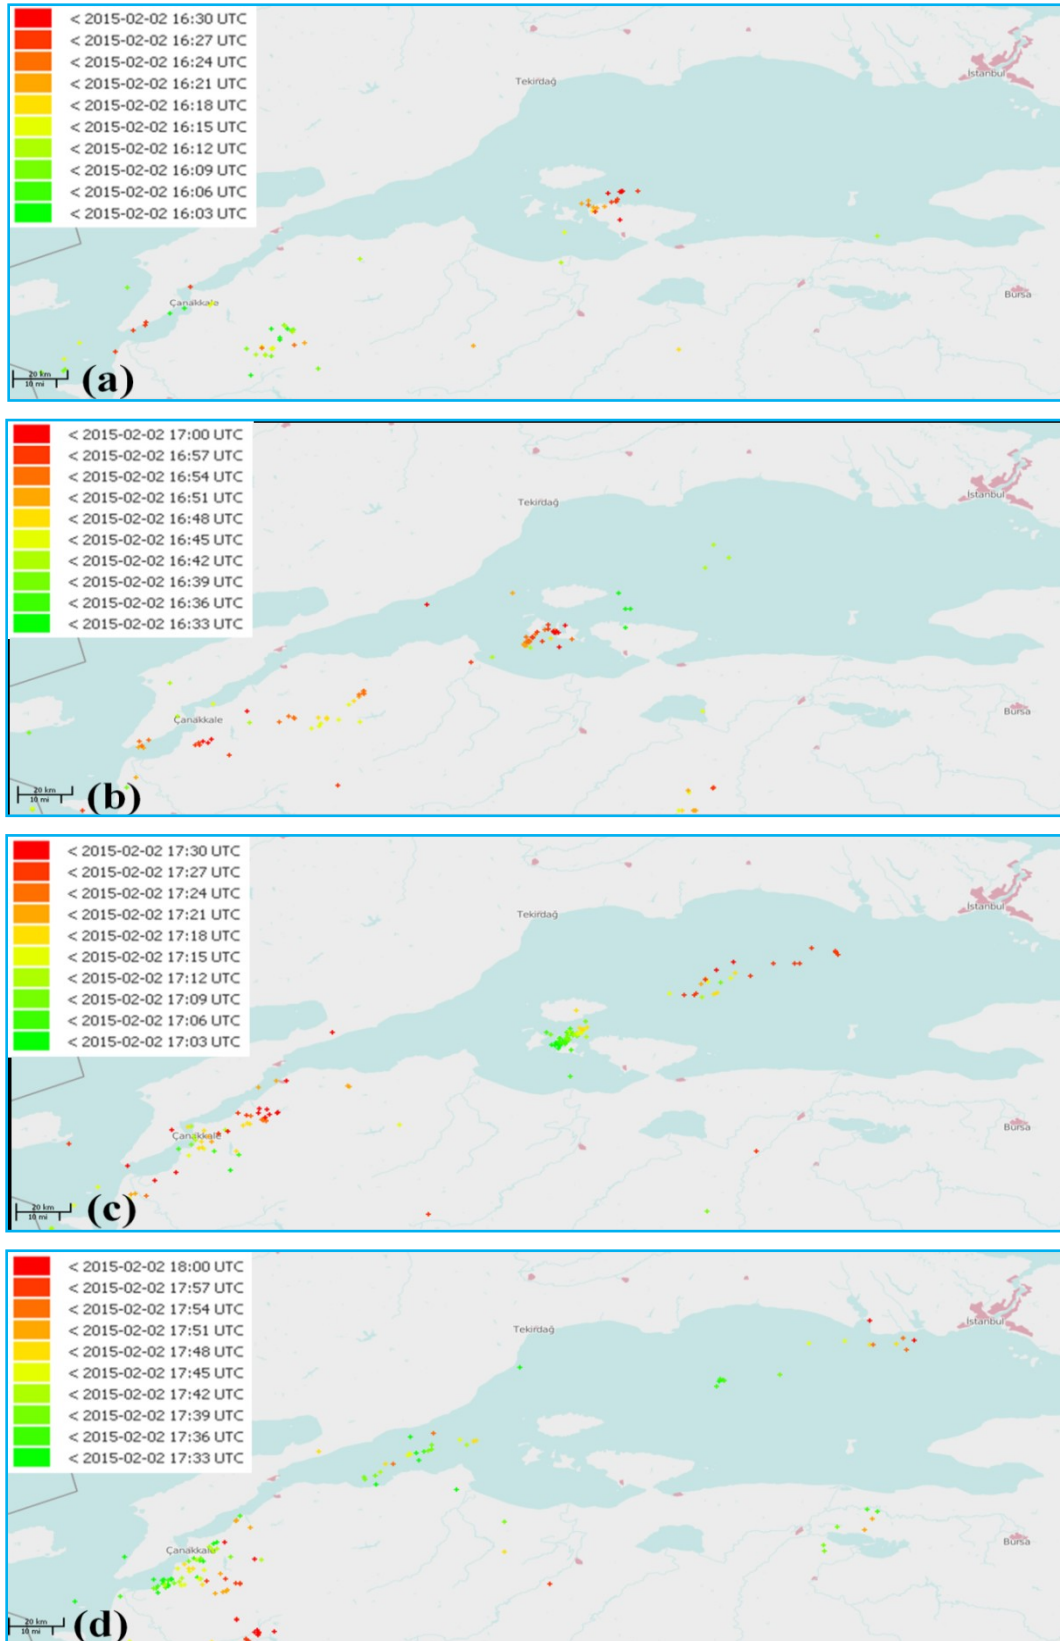 < 2015-02-02 16:30 UTC
< 2015-02-02 16:27 UTC
< 2015-02-02 16:24 UTC
< 2015-02-02 16:21 UTC
< 2015-02-02 16:18 UTC
< 2015-02-02 16:15 UTC
< 2015-02-02 16:12 UTC
< 2015-02-02 16:09 UTC
< 2015-02-02 16:06 UTC
< 2015-02-02 16:03 UTC
Tekirdağ
İstanbul
Çanakkale
Bursa
20 km
10 mi
(a)
< 2015-02-02 17:00 UTC
< 2015-02-02 16:57 UTC
< 2015-02-02 16:54 UTC
< 2015-02-02 16:51 UTC
< 2015-02-02 16:48 UTC
< 2015-02-02 16:45 UTC
< 2015-02-02 16:42 UTC
< 2015-02-02 16:39 UTC
< 2015-02-02 16:36 UTC
< 2015-02-02 16:33 UTC
Tekirdağ
İstanbul
Çanakkale
Bursa
20 km
10 mi
(b)
< 2015-02-02 17:30 UTC
< 2015-02-02 17:27 UTC
< 2015-02-02 17:24 UTC
< 2015-02-02 17:21 UTC
< 2015-02-02 17:18 UTC
< 2015-02-02 17:15 UTC
< 2015-02-02 17:12 UTC
< 2015-02-02 17:09 UTC
< 2015-02-02 17:06 UTC
< 2015-02-02 17:03 UTC
Tekirdağ
İstanbul
Çanakkale
Bursa
20 km
10 mi
(c)
< 2015-02-02 18:00 UTC
< 2015-02-02 17:57 UTC
< 2015-02-02 17:54 UTC
< 2015-02-02 17:51 UTC
< 2015-02-02 17:48 UTC
< 2015-02-02 17:45 UTC
< 2015-02-02 17:42 UTC
< 2015-02-02 17:39 UTC
< 2015-02-02 17:36 UTC
< 2015-02-02 17:33 UTC
Tekirdağ
İstanbul
Çanakkale
Bursa
20 km
10 mi
(d)